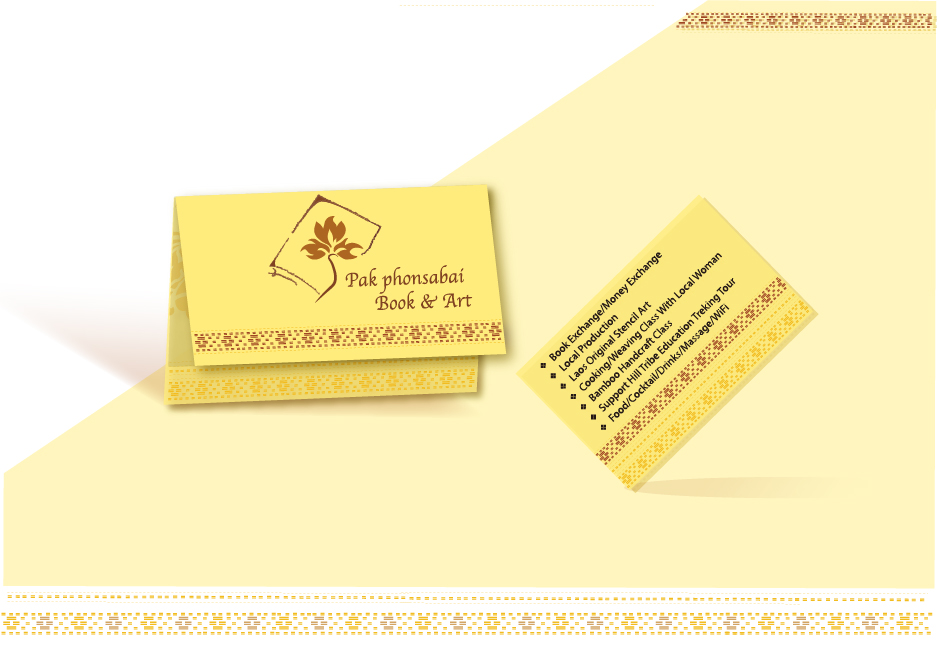 Pak phonsabai
Book & Art
Book Exchange/Money Exchange
Local Production
Laos Original Stencil Art
Cooking/Weaving Class With Local Woman
Bamboo Handcraft Class
Support Hill Tribe Education Treking Tour
Food/Cocktail/Drinks/Massage/WiFi